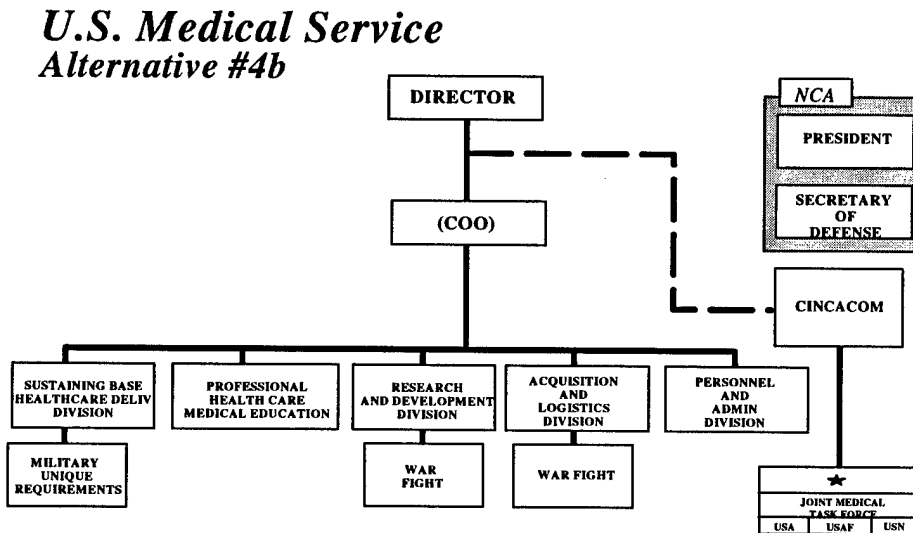 U.S. Medical Service
Alternative #4b
DIRECTOR
NCA
PRESIDENT
SECRETARY
OF
DEFENSE
(COO)
CINCACOM
SUSTAINING BASE
HEALTHCARE DELIV
DIVISION
PROFESSIONAL
HEALTH CARE
MEDICAL EDUCATION
RESEARCH
AND DEVELOPMENT
DIVISION
ACQUISITION
AND
LOGISTICS
DIVISION
PERSONNEL
AND
ADMIN
DIVISION
MILITARY
UNIQUE
REQUIREMENTS
WAR
FIGHT
WAR FIGHT
JOINT MEDICAL
TASK FORCE
USA USAF USN